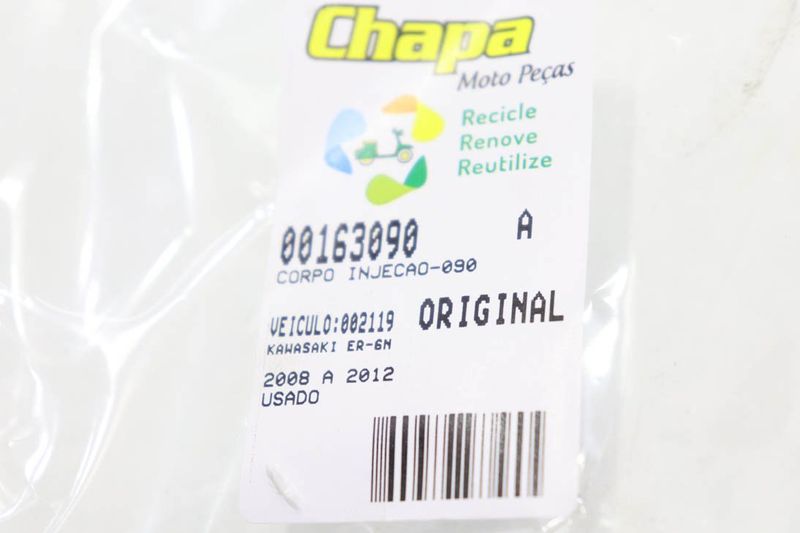 Chapa
Moto Peças
Recicle
Renove
Reutilize
00163090 A
CORPO INJECAO-090
VEICULO:002119 ORIGINAL
KAWASAKI ER-6N
2008 A 2012
USADO